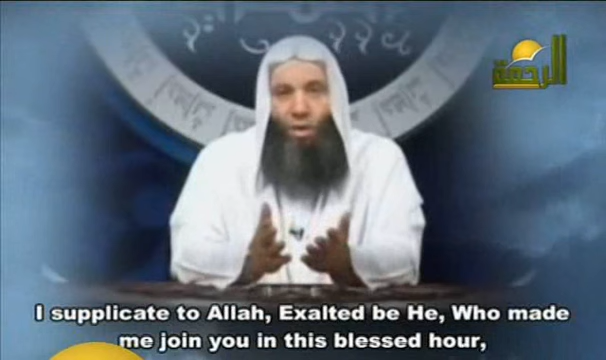 الرحمة
I supplicate to Allah, Exalted be He, Who made
me join you in this blessed hour,